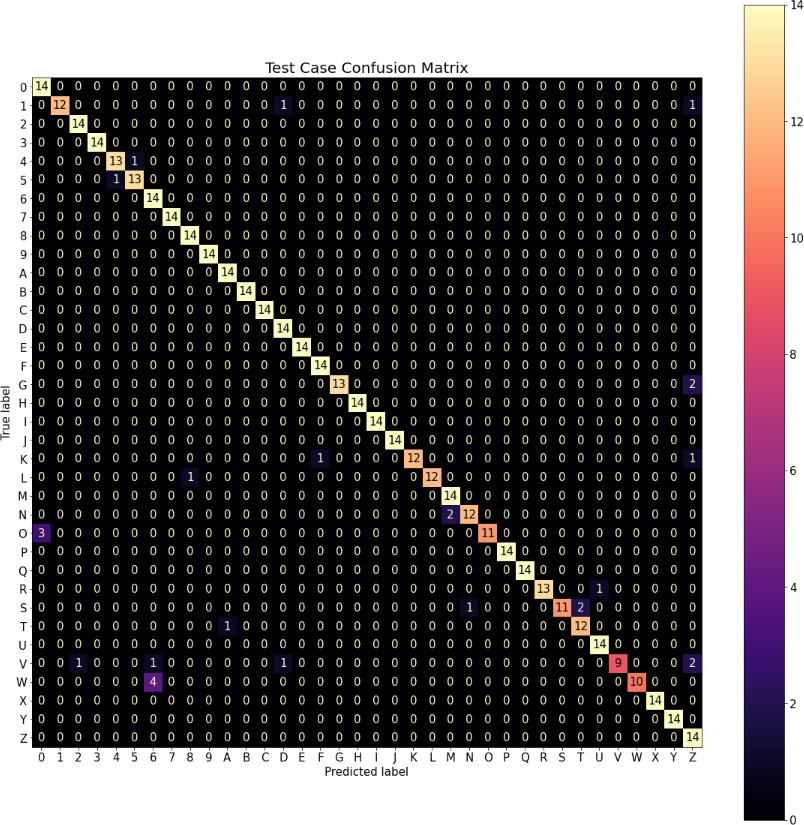 Test Case Confusion Matrix
0 14 0 0 0 0 0 0 0 0 0 0 0 0 0 0 0 0 0 0 0 0 0 0 0 0 0 0 0 0 0 0 0 0 0 0 0
1 0 12 0 0 0 0 0 0 0 0 0 0 0 1 0 0 0 0 0 0 0 0 0 0 0 0 0 0 0 0 0 0 0 0 0 1
2 0 0 14 0 0 0 0 0 0 0 0 0 0 0 0 0 0 0 0 0 0 0 0 0 0 0 0 0 0 0 0 0 0 0 0 0
3 0 0 0 14 0 0 0 0 0 0 0 0 0 0 0 0 0 0 0 0 0 0 0 0 0 0 0 0 0 0 0 0 0 0 0 0
4 0 0 0 0 13 1 0 0 0 0 0 0 0 0 0 0 0 0 0 0 0 0 0 0 0 0 0 0 0 0 0 0 0 0 0 0
5 0 0 0 0 1 13 0 0 0 0 0 0 0 0 0 0 0 0 0 0 0 0 0 0 0 0 0 0 0 0 0 0 0 0 0 0
6 0 0 0 0 0 0 14 0 0 0 0 0 0 0 0 0 0 0 0 0 0 0 0 0 0 0 0 0 0 0 0 0 0 0 0 0
7 0 0 0 0 0 0 0 14 0 0 0 0 0 0 0 0 0 0 0 0 0 0 0 0 0 0 0 0 0 0 0 0 0 0 0 0
8 0 0 0 0 0 0 0 0 14 0 0 0 0 0 0 0 0 0 0 0 0 0 0 0 0 0 0 0 0 0 0 0 0 0 0 0
9 0 0 0 0 0 0 0 0 0 14 0 0 0 0 0 0 0 0 0 0 0 0 0 0 0 0 0 0 0 0 0 0 0 0 0 0
A 0 0 0 0 0 0 0 0 0 0 14 0 0 0 0 0 0 0 0 0 0 0 0 0 0 0 0 0 0 0 0 0 0 0 0 0
B 0 0 0 0 0 0 0 0 0 0 0 14 0 0 0 0 0 0 0 0 0 0 0 0 0 0 0 0 0 0 0 0 0 0 0 0
C 0 0 0 0 0 0 0 0 0 0 0 0 14 0 0 0 0 0 0 0 0 0 0 0 0 0 0 0 0 0 0 0 0 0 0 0
D 0 0 0 0 0 0 0 0 0 0 0 0 0 14 0 0 0 0 0 0 0 0 0 0 0 0 0 0 0 0 0 0 0 0 0 0
E 0 0 0 0 0 0 0 0 0 0 0 0 0 0 14 0 0 0 0 0 0 0 0 0 0 0 0 0 0 0 0 0 0 0 0 0
F 0 0 0 0 0 0 0 0 0 0 0 0 0 0 0 14 0 0 0 0 0 0 0 0 0 0 0 0 0 0 0 0 0 0 0 0
G 0 0 0 0 0 0 0 0 0 0 0 0 0 0 0 0 13 0 0 0 0 0 0 0 0 0 0 0 0 0 0 0 0 0 0 2
H 0 0 0 0 0 0 0 0 0 0 0 0 0 0 0 0 0 14 0 0 0 0 0 0 0 0 0 0 0 0 0 0 0 0 0 0
I 0 0 0 0 0 0 0 0 0 0 0 0 0 0 0 0 0 0 14 0 0 0 0 0 0 0 0 0 0 0 0 0 0 0 0 0
J 0 0 0 0 0 0 0 0 0 0 0 0 0 0 0 0 0 0 0 14 0 0 0 0 0 0 0 0 0 0 0 0 0 0 0 0
K 0 0 0 0 0 0 0 0 0 0 0 0 0 0 0 1 0 0 0 0 12 0 0 0 0 0 0 0 0 0 0 0 0 0 0 1
L 0 0 0 0 0 0 0 0 1 0 0 0 0 0 0 0 0 0 0 0 0 12 0 0 0 0 0 0 0 0 0 0 0 0 0 0
M 0 0 0 0 0 0 0 0 0 0 0 0 0 0 0 0 0 0 0 0 0 0 14 0 0 0 0 0 0 0 0 0 0 0 0 0
N 0 0 0 0 0 0 0 0 0 0 0 0 0 0 0 0 0 0 0 0 0 0 2 12 0 0 0 0 0 0 0 0 0 0 0 0
O 3 0 0 0 0 0 0 0 0 0 0 0 0 0 0 0 0 0 0 0 0 0 0 0 11 0 0 0 0 0 0 0 0 0 0 0
P 0 0 0 0 0 0 0 0 0 0 0 0 0 0 0 0 0 0 0 0 0 0 0 0 0 14 0 0 0 0 0 0 0 0 0 0
Q 0 0 0 0 0 0 0 0 0 0 0 0 0 0 0 0 0 0 0 0 0 0 0 0 0 0 14 0 0 0 0 0 0 0 0 0
R 0 0 0 0 0 0 0 0 0 0 0 0 0 0 0 0 0 0 0 0 0 0 0 0 0 0 0 13 0 0 1 0 0 0 0 0
S 0 0 0 0 0 0 0 0 0 0 0 0 0 0 0 0 0 0 0 0 0 0 0 1 0 0 0 0 11 2 0 0 0 0 0 0
T 0 0 0 0 0 0 0 0 0 0 1 0 0 0 0 0 0 0 0 0 0 0 0 0 0 0 0 0 0 12 0 0 0 0 0 0
U 0 0 0 0 0 0 0 0 0 0 0 0 0 0 0 0 0 0 0 0 0 0 0 0 0 0 0 0 0 0 14 0 0 0 0 0
V 0 0 1 0 0 0 1 0 0 0 0 0 0 1 0 0 0 0 0 0 0 0 0 0 0 0 0 0 0 0 0 9 0 0 0 2
W 0 0 0 0 0 0 4 0 0 0 0 0 0 0 0 0 0 0 0 0 0 0 0 0 0 0 0 0 0 0 0 0 10 0 0 0
X 0 0 0 0 0 0 0 0 0 0 0 0 0 0 0 0 0 0 0 0 0 0 0 0 0 0 0 0 0 0 0 0 0 14 0 0
Y 0 0 0 0 0 0 0 0 0 0 0 0 0 0 0 0 0 0 0 0 0 0 0 0 0 0 0 0 0 0 0 0 0 0 14 0
Z 0 0 0 0 0 0 0 0 0 0 0 0 0 0 0 0 0 0 0 0 0 0 0 0 0 0 0 0 0 0 0 0 0 0 0 14
0 1 2 3 4 5 6 7 8 9 A B C D E F G H I J K L M N O P Q R S T U V W X Y Z
Predicted label
True label
14
12
10
8
6
4
2
0